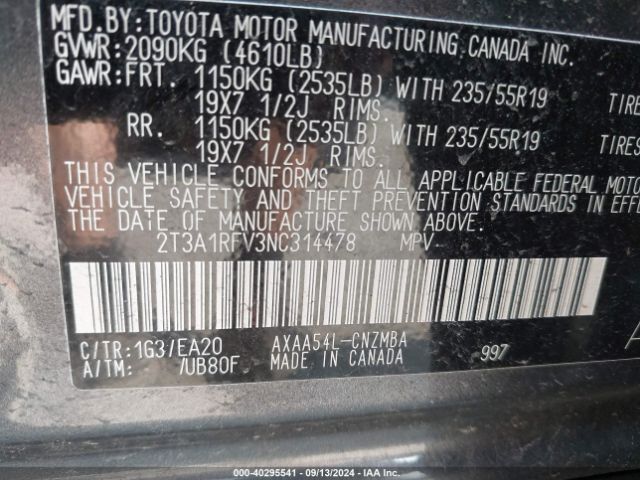 MFD.BY:TOYOTA MOTOR MANUFACTURING CANADA INC.
GVWR:2090KG (4610LB)
GAWR:FRT. 1150KG (2535LB) WITH 235/55R19 TIRE
19X7 1/2J RIMS.
RR. 1150KG (2535LB) WITH 235/55R19 TIRES
19X7 1/2J RIMS.
THIS VEHICLE CONFORMS TO ALL APPLICABLE FEDERAL MOTO
VEHICLE SAFETY AND THEFT PREVENTION STANDARDS IN EFFE
THE DATE OF MANUFACTURE SHOWN ABOVE.
2T3A1RFV3NC314478 MPV
C/TR:1G3/EA20 AXAA54L-CNZMBA
A/TM: /UB80F MADE IN CANADA 997
A
000-40295541 | 09/13/2024 | IAA Inc.